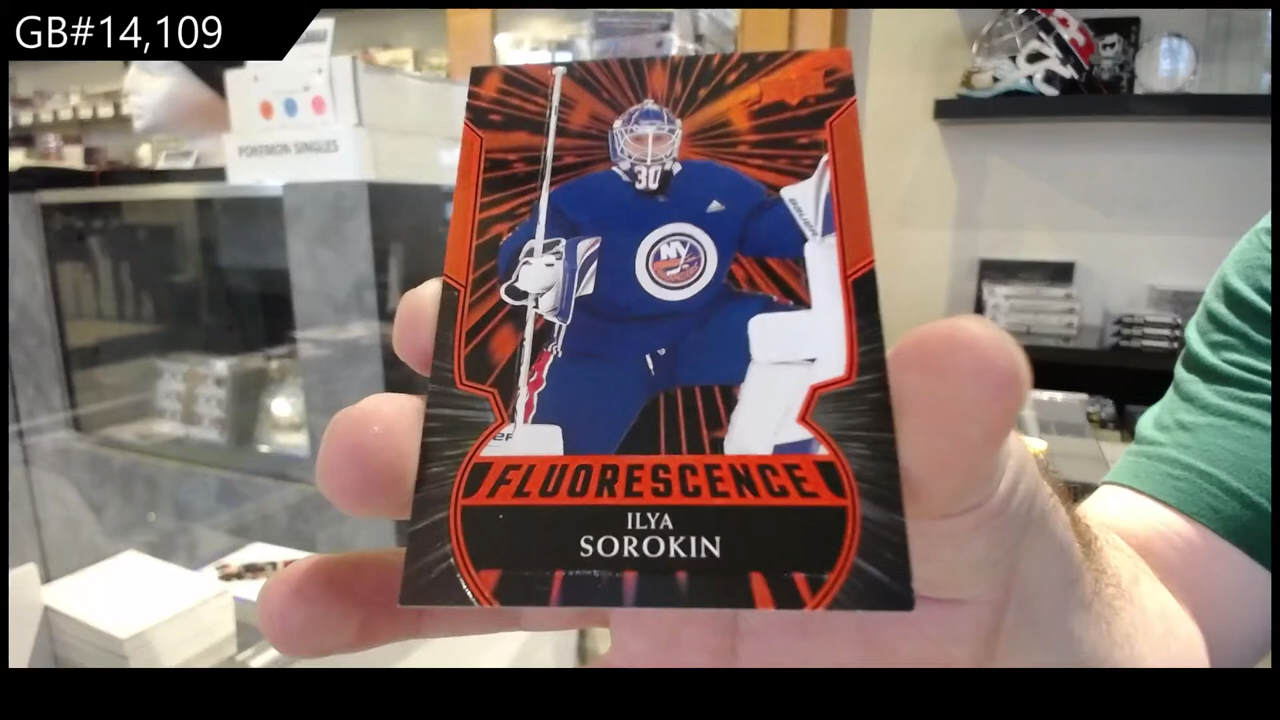 GB#14,109
POKEMON SINGLES
30
NY
FLUORESCENCE
ILYA
SOROKIN